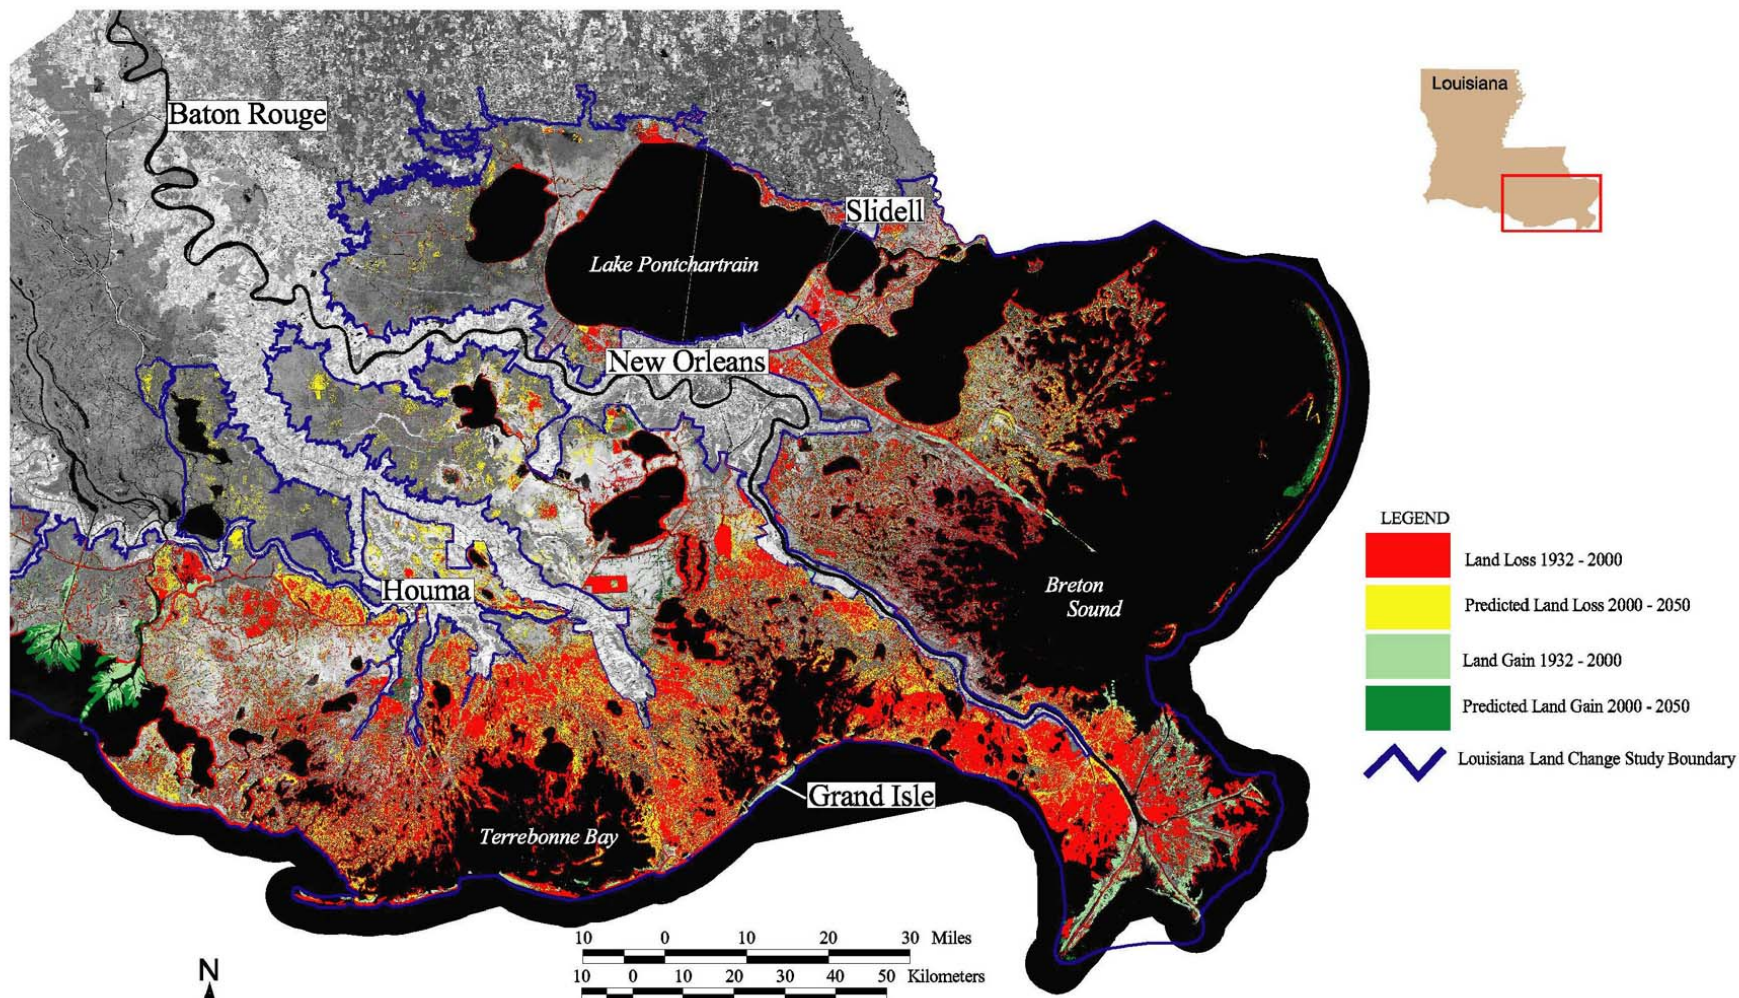 Louisiana
Baton Rouge
Slidell
Lake Pontchartrain
New Orleans
LEGEND
Land Loss 1932 - 2000
Predicted Land Loss 2000 - 2050
Land Gain 1932 - 2000
Predicted Land Gain 2000 - 2050
Louisiana Land Change Study Boundary
Houma
Breton
Sound
Grand Isle
Terrebonne Bay
10 0 10 20 30 Miles
10 0 10 20 30 40 50 Kilometers
N